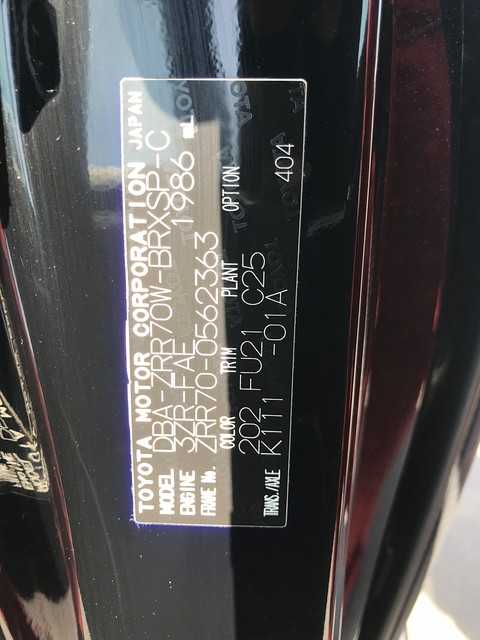 TOYOTA MOTOR CORPORATION JAPAN
MODEL DBA-ZRR70W-BRXSP-C
ENGINE 3ZR-FAE 1986 mL
FRAME No. ZRR70-0562363
COLOR TRIM PLANT OPTION
202 FU21 C25 404
TRANS./AXLE K111 -01A